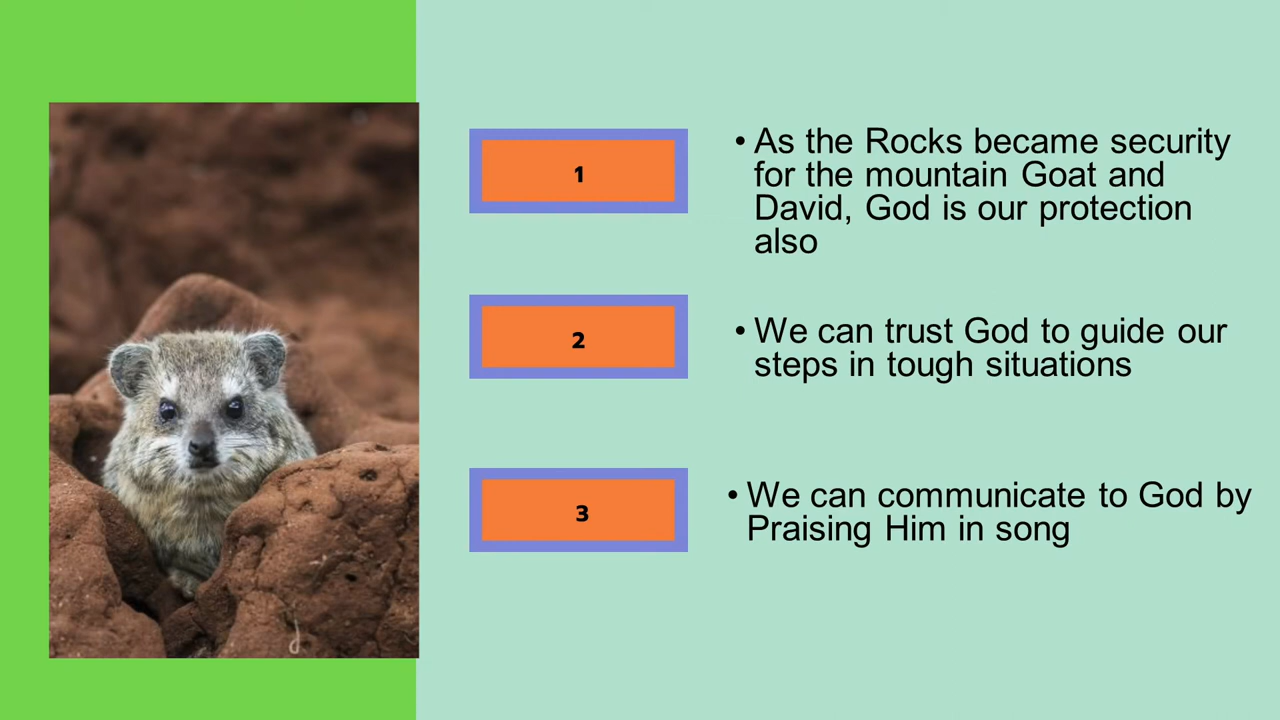 1
• As the Rocks became security
for the mountain Goat and
David, God is our protection
also
2
• We can trust God to guide our
steps in tough situations
3
• We can communicate to God by
Praising Him in song